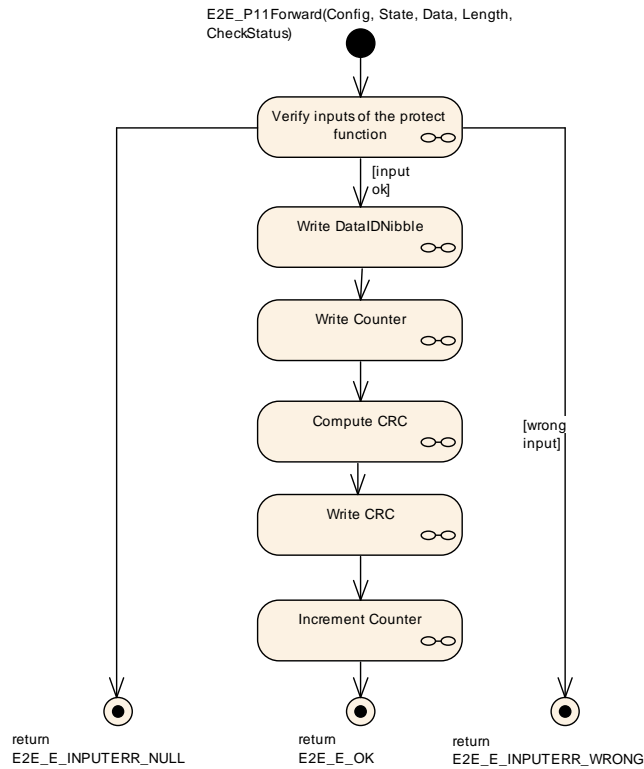 E2E_P11Forward(Config, State, Data, Length,
CheckStatus)
Verify inputs of the protect
function
[input
ok]
Write DataIDNibble
Write Counter
Compute CRC
[wrong
input]
Write CRC
Increment Counter
return
E2E_E_INPUTERR_NULL
return
E2E_E_OK
return
E2E_E_INPUTERR_WRONG